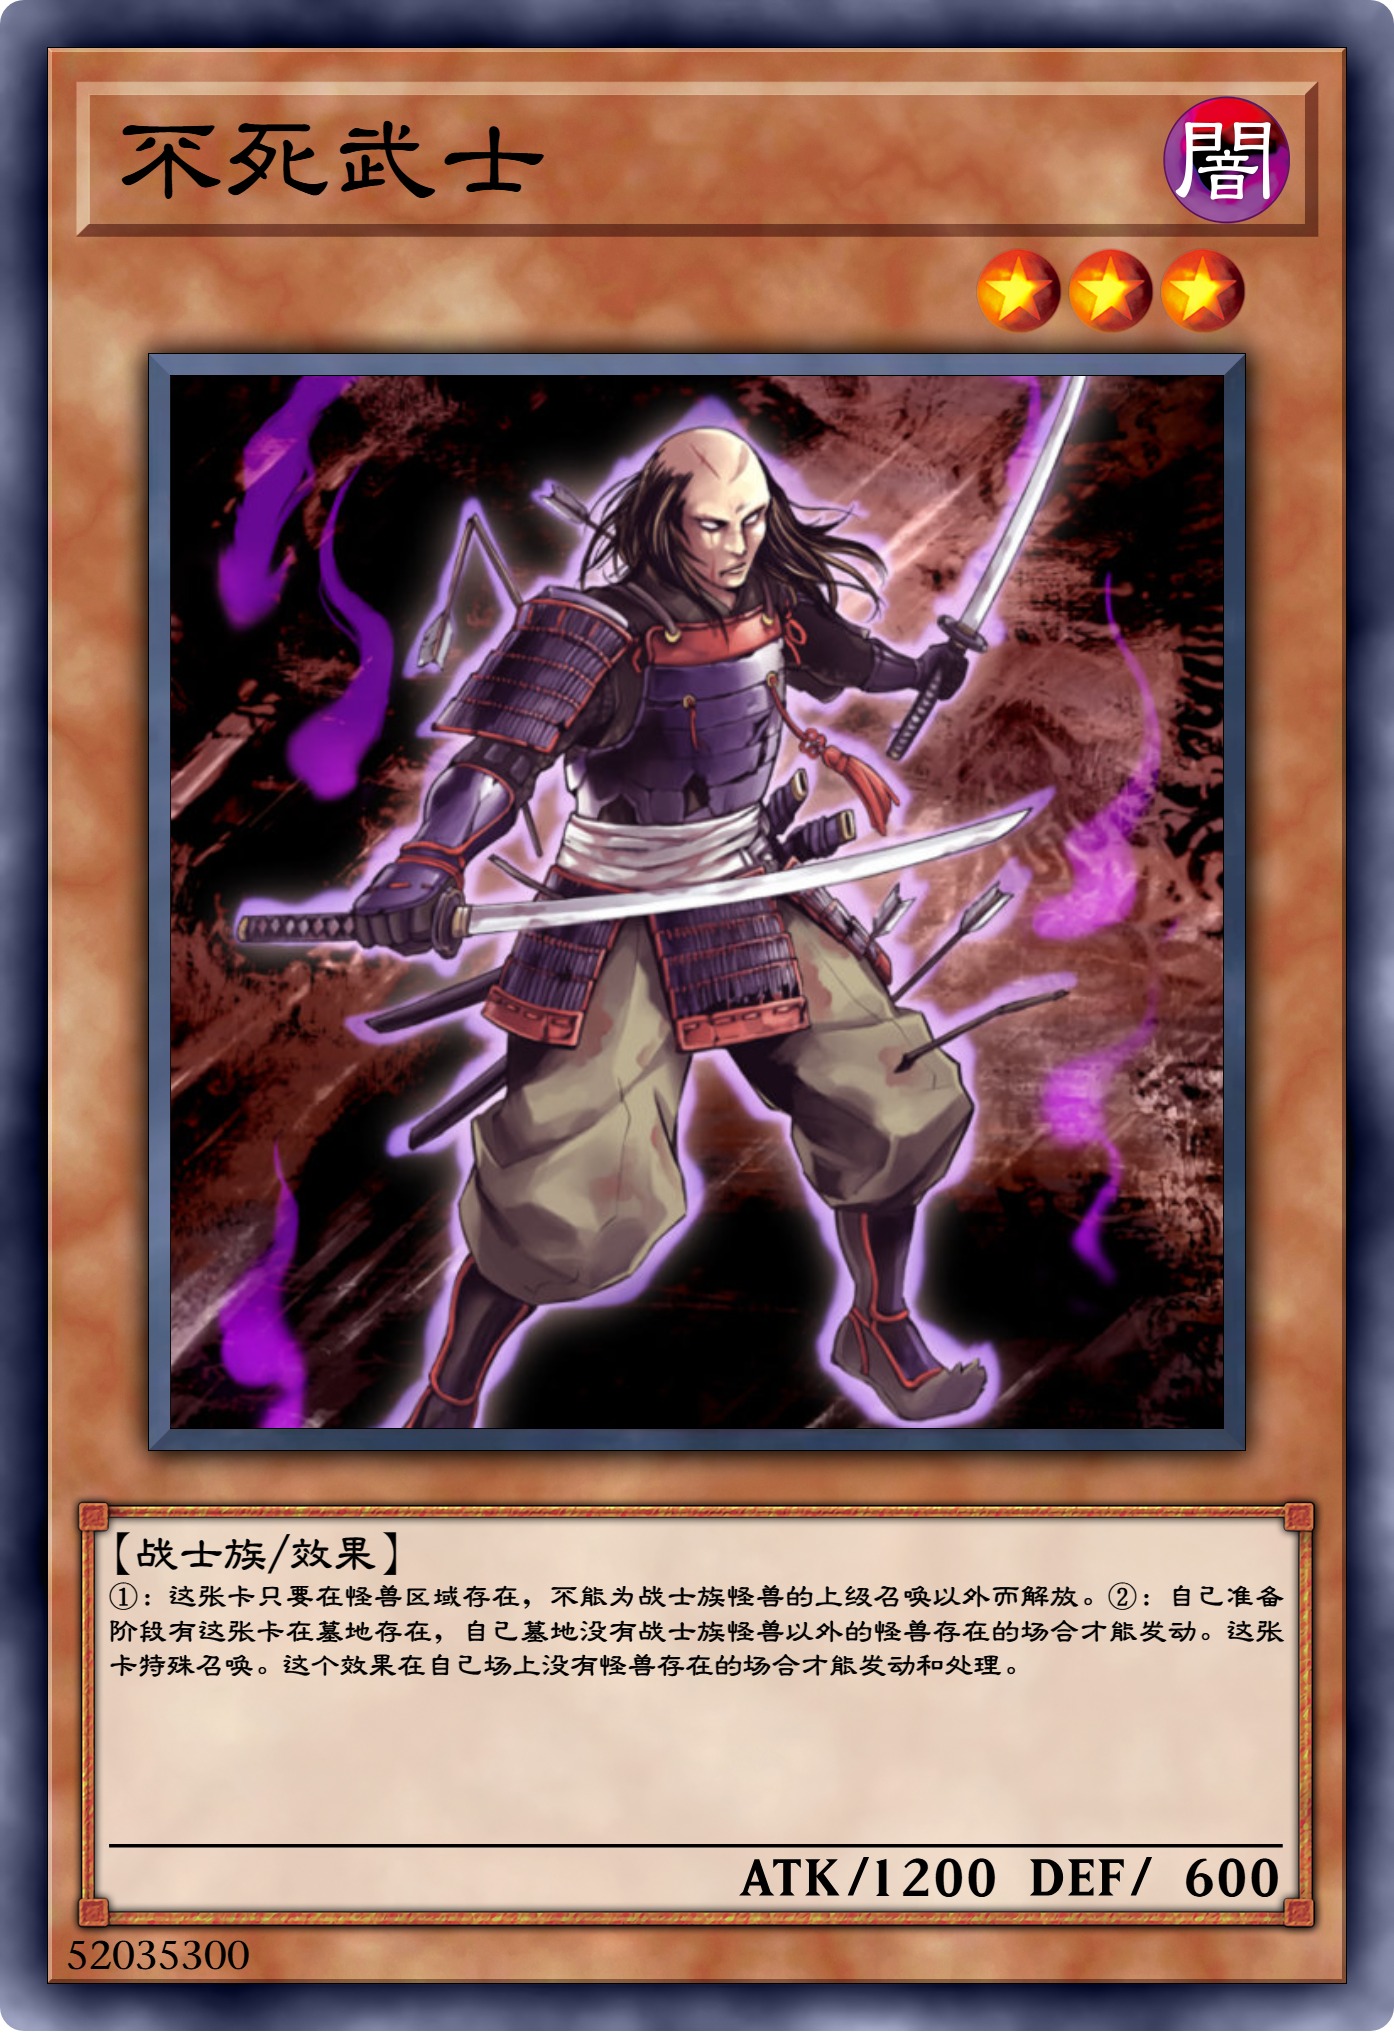 不死武士
闇
【战士族/效果】
①：这张卡只要在怪兽区域存在，不能为战士族怪兽的上级召唤以外而解放。②：自己准备
阶段有这张卡在墓地存在，自己墓地没有战士族怪兽以外的怪兽存在的场合才能发动。这张
卡特殊召唤。这个效果在自己场上没有怪兽存在的场合才能发动和处理。
ATK/1200 DEF/ 600
52035300